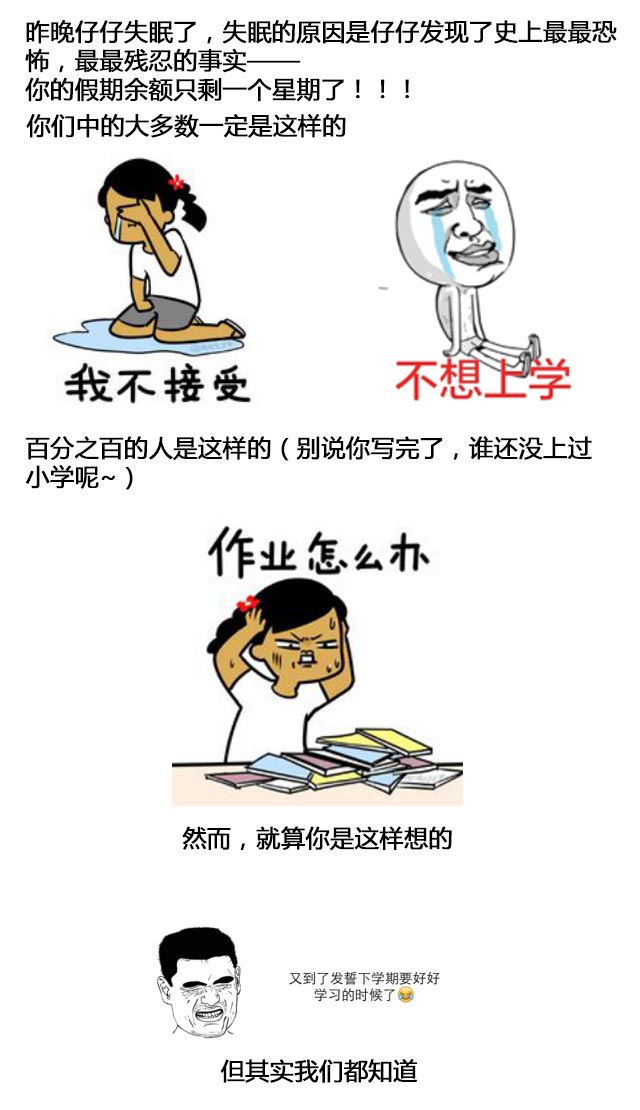 昨晚仔仔失眠了，失眠的原因是仔仔发现了史上最最恐
怖，最最残忍的事实——
你的假期余额只剩一个星期了！！！
你们中的大多数一定是这样的
我不接受
不想上学
百分之百的人是这样的（别说你写完了，谁还没上过
小学呢~）
作业怎么办
然而，就算你是这样想的
又到了发誓下学期要好好
学习的时候了😂
但其实我们都知道